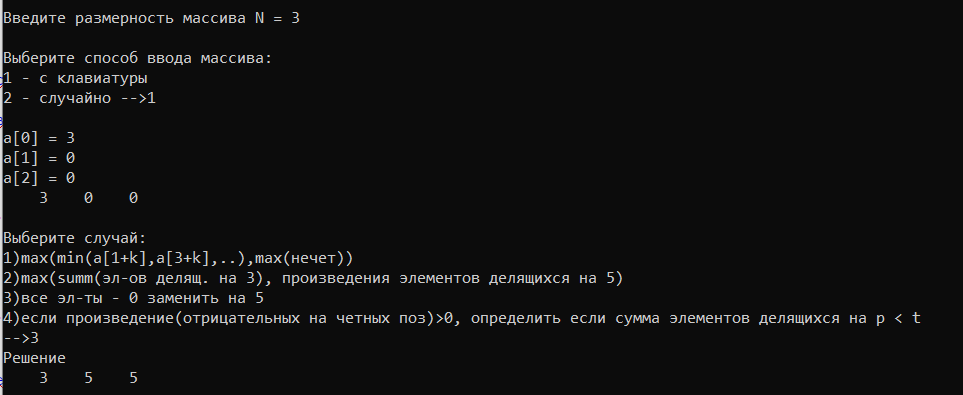 Введите размерность массива N = 3
Выберите способ ввода массива:
1 - с клавиатуры
2 - случайно -->1
a[0] = 3
a[1] = 0
a[2] = 0
3 0 0
Выберите случай:
1)max(min(a[1+k],a[3+k],..),max(нечет))
2)max(summ(эл-ов делящ. на 3), произведения элементов делящихся на 5)
3)все эл-ты - 0 заменить на 5
4)если произведение(отрицательных на четных поз)>0, определить если сумма элементов делящихся на p < t
-->3
Решение
3 5 5